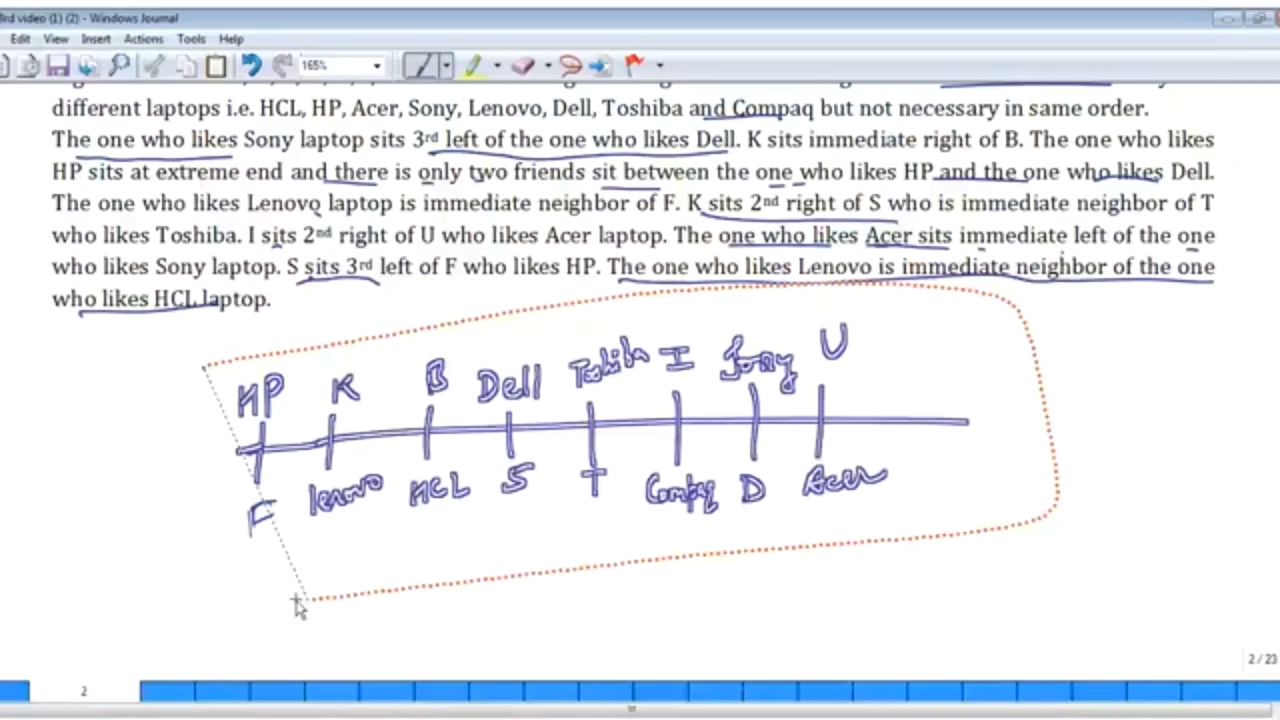 3rd video (1) (2) - Windows Journal
Edit View Insert Actions Tools Help
165%
different laptops i.e. HCL, HP, Acer, Sony, Lenovo, Dell, Toshiba and Compaq but not necessary in same order.
The one who likes Sony laptop sits 3rd left of the one who likes Dell. K sits immediate right of B. The one who likes
HP sits at extreme end and there is only two friends sit between the one who likes HP and the one who likes Dell.
The one who likes Lenovo laptop is immediate neighbor of F. K sits 2nd right of S who is immediate neighbor of T
who likes Toshiba. I sits 2nd right of U who likes Acer laptop. The one who likes Acer sits immediate left of the one
who likes Sony laptop. S sits 3rd left of F who likes HP. The one who likes Lenovo is immediate neighbor of the one
who likes HCL laptop.
HP K B Dell Toshiba I Sony U
F lenovo HCL S T Compq D Acer
2 / 23
2